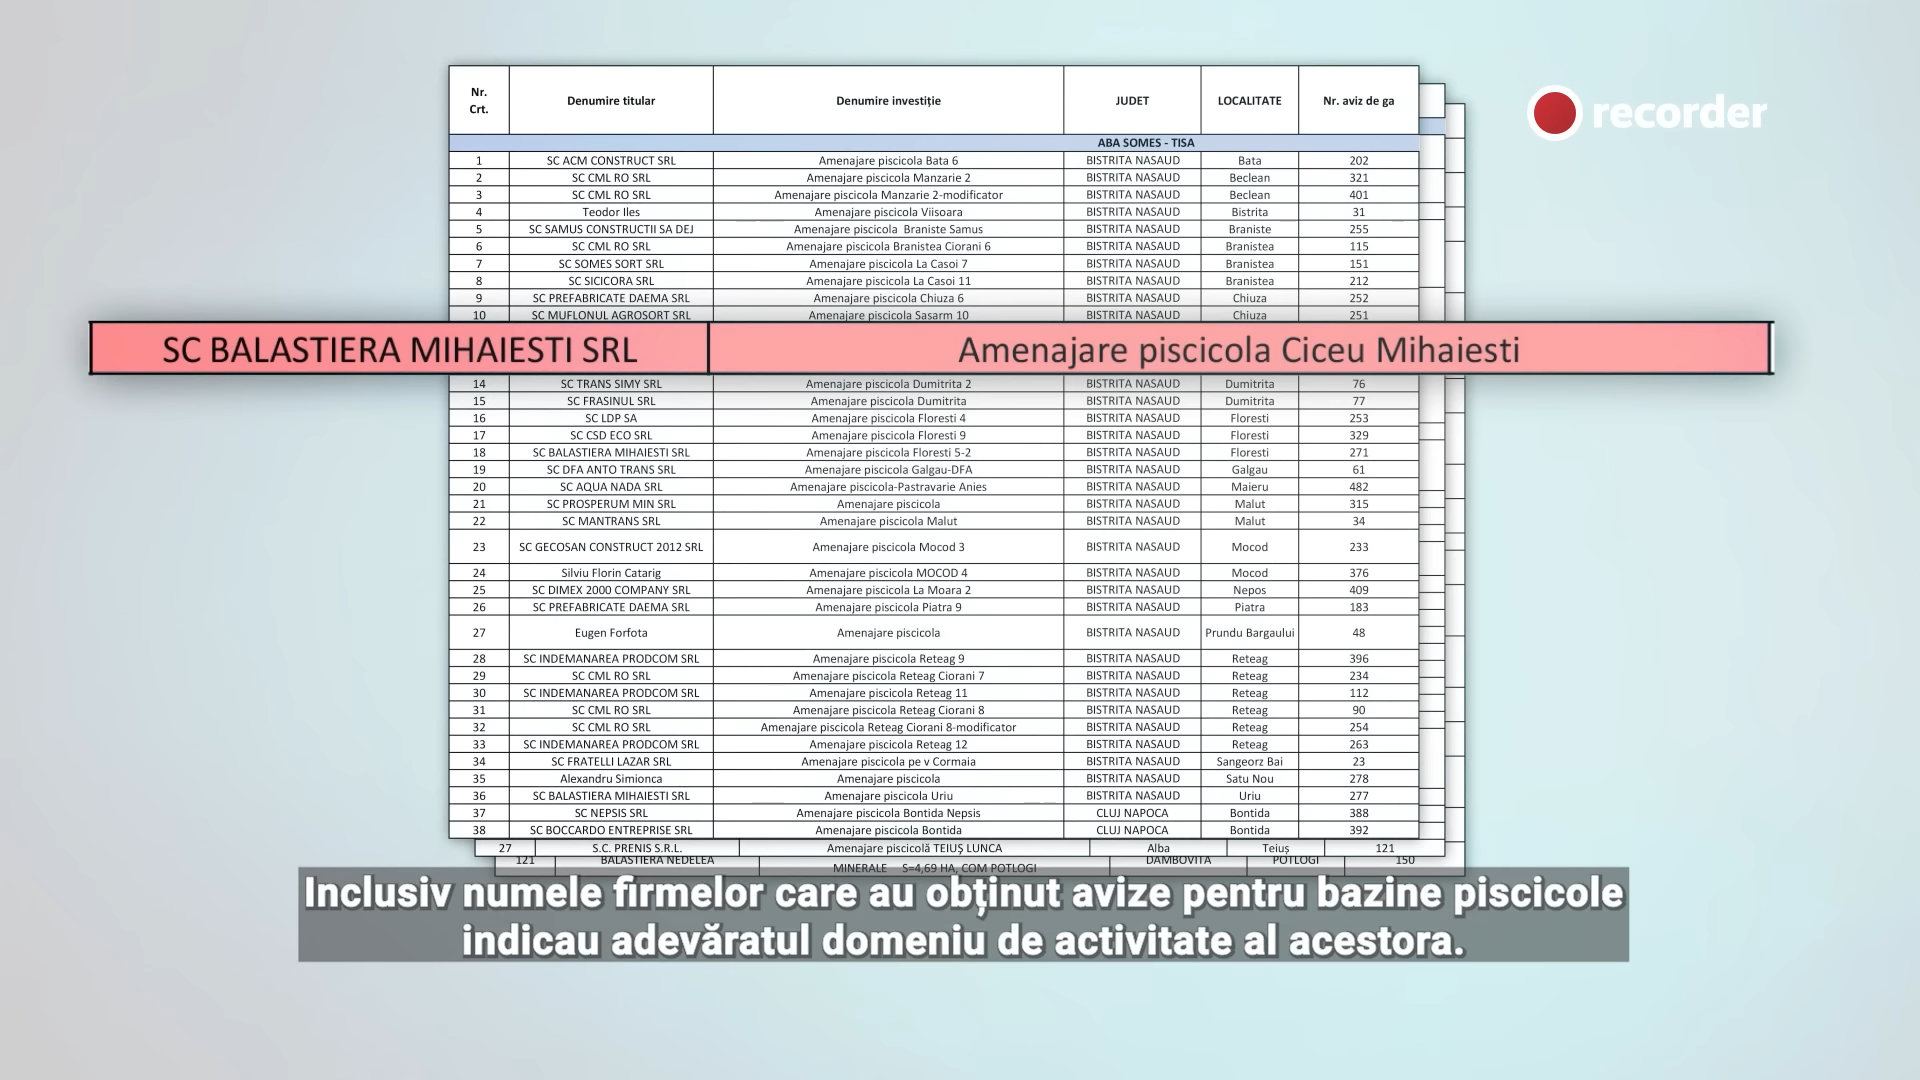 recorder
Nr. Crt. Denumire titular Denumire investiție JUDET LOCALITATE Nr. aviz de ga
ABA SOMES - TISA
1 SC ACM CONSTRUCT SRL Amenajare piscicola Bata 6 BISTRITA NASAUD Bata 202
2 SC CML RO SRL Amenajare piscicola Manzarie 2 BISTRITA NASAUD Beclean 321
3 SC CML RO SRL Amenajare piscicola Manzarie 2-modificator BISTRITA NASAUD Beclean 401
4 Teodor Iles Amenajare piscicola Viisoara BISTRITA NASAUD Bistrita 31
5 SC SAMUS CONSTRUCTII SA DEJ Amenajare piscicola Braniste Samus BISTRITA NASAUD Braniste 255
6 SC CML RO SRL Amenajare piscicola Branistea Ciorani 6 BISTRITA NASAUD Branistea 115
7 SC SOMES SORT SRL Amenajare piscicola La Casoi 7 BISTRITA NASAUD Branistea 151
8 SC SICICORA SRL Amenajare piscicola La Casoi 11 BISTRITA NASAUD Branistea 212
9 SC PREFABRICATE DAEMA SRL Amenajare piscicola Chiuza 6 BISTRITA NASAUD Chiuza 252
10 SC MUFLONUL AGROSORT SRL Amenajare piscicola Sasarm 10 BISTRITA NASAUD Chiuza 251
SC BALASTIERA MIHAIESTI SRL Amenajare piscicola Ciceu Mihaiesti
14 SC TRANS SIMY SRL Amenajare piscicola Dumitrita 2 BISTRITA NASAUD Dumitrita 76
15 SC FRASINUL SRL Amenajare piscicola Dumitrita BISTRITA NASAUD Dumitrita 77
16 SC LDP SA Amenajare piscicola Floresti 4 BISTRITA NASAUD Floresti 253
17 SC CSD ECO SRL Amenajare piscicola Floresti 9 BISTRITA NASAUD Floresti 329
18 SC BALASTIERA MIHAIESTI SRL Amenajare piscicola Floresti 5-2 BISTRITA NASAUD Floresti 271
19 SC DFA ANTO TRANS SRL Amenajare piscicola Galgau-DFA BISTRITA NASAUD Galgau 61
20 SC AQUA NADA SRL Amenajare piscicola-Pastravarie Anies BISTRITA NASAUD Maieru 482
21 SC PROSPERUM MIN SRL Amenajare piscicola BISTRITA NASAUD Malut 315
22 SC MANTRANS SRL Amenajare piscicola Malut BISTRITA NASAUD Malut 34
23 SC GECOSAN CONSTRUCT 2012 SRL Amenajare piscicola Mocod 3 BISTRITA NASAUD Mocod 233
24 Silviu Florin Catarig Amenajare piscicola MOCOD 4 BISTRITA NASAUD Mocod 376
25 SC DIMEX 2000 COMPANY SRL Amenajare piscicola La Moara 2 BISTRITA NASAUD Nepos 409
26 SC PREFABRICATE DAEMA SRL Amenajare piscicola Piatra 9 BISTRITA NASAUD Piatra 183
27 Eugen Forfota Amenajare piscicola BISTRITA NASAUD Prundu Bargaului 48
28 SC INDEMANAREA PRODCOM SRL Amenajare piscicola Reteag 9 BISTRITA NASAUD Reteag 396
29 SC CML RO SRL Amenajare piscicola Reteag Ciorani 7 BISTRITA NASAUD Reteag 234
30 SC INDEMANAREA PRODCOM SRL Amenajare piscicola Reteag 11 BISTRITA NASAUD Reteag 112
31 SC CML RO SRL Amenajare piscicola Reteag Ciorani 8 BISTRITA NASAUD Reteag 90
32 SC CML RO SRL Amenajare piscicola Reteag Ciorani 8-modificator BISTRITA NASAUD Reteag 254
33 SC INDEMANAREA PRODCOM SRL Amenajare piscicola Reteag 12 BISTRITA NASAUD Reteag 263
34 SC FRATELLI LAZAR SRL Amenajare piscicola pe v Cormaia BISTRITA NASAUD Sangeorz Bai 23
35 Alexandru Simionca Amenajare piscicola BISTRITA NASAUD Satu Nou 278
36 SC BALASTIERA MIHAIESTI SRL Amenajare piscicola Uriu BISTRITA NASAUD Uriu 277
37 SC NEPSIS SRL Amenajare piscicola Bontida Nepsis CLUJ NAPOCA Bontida 388
38 SC BOCCARDO ENTREPRISE SRL Amenajare piscicola Bontida CLUJ NAPOCA Bontida 392
27 S.C. PRENIS S.R.L. Amenajare piscicolă TEIUȘ LUNCA Alba Teiuș 121
121 BALASTIERA NEDELEA DAMBOVITA POTLOGI 150
MINERALE S=4,69 HA, COM POTLOGI
Inclusiv numele firmelor care au obținut avize pentru bazine piscicole
indicau adevăratul domeniu de activitate al acestora.